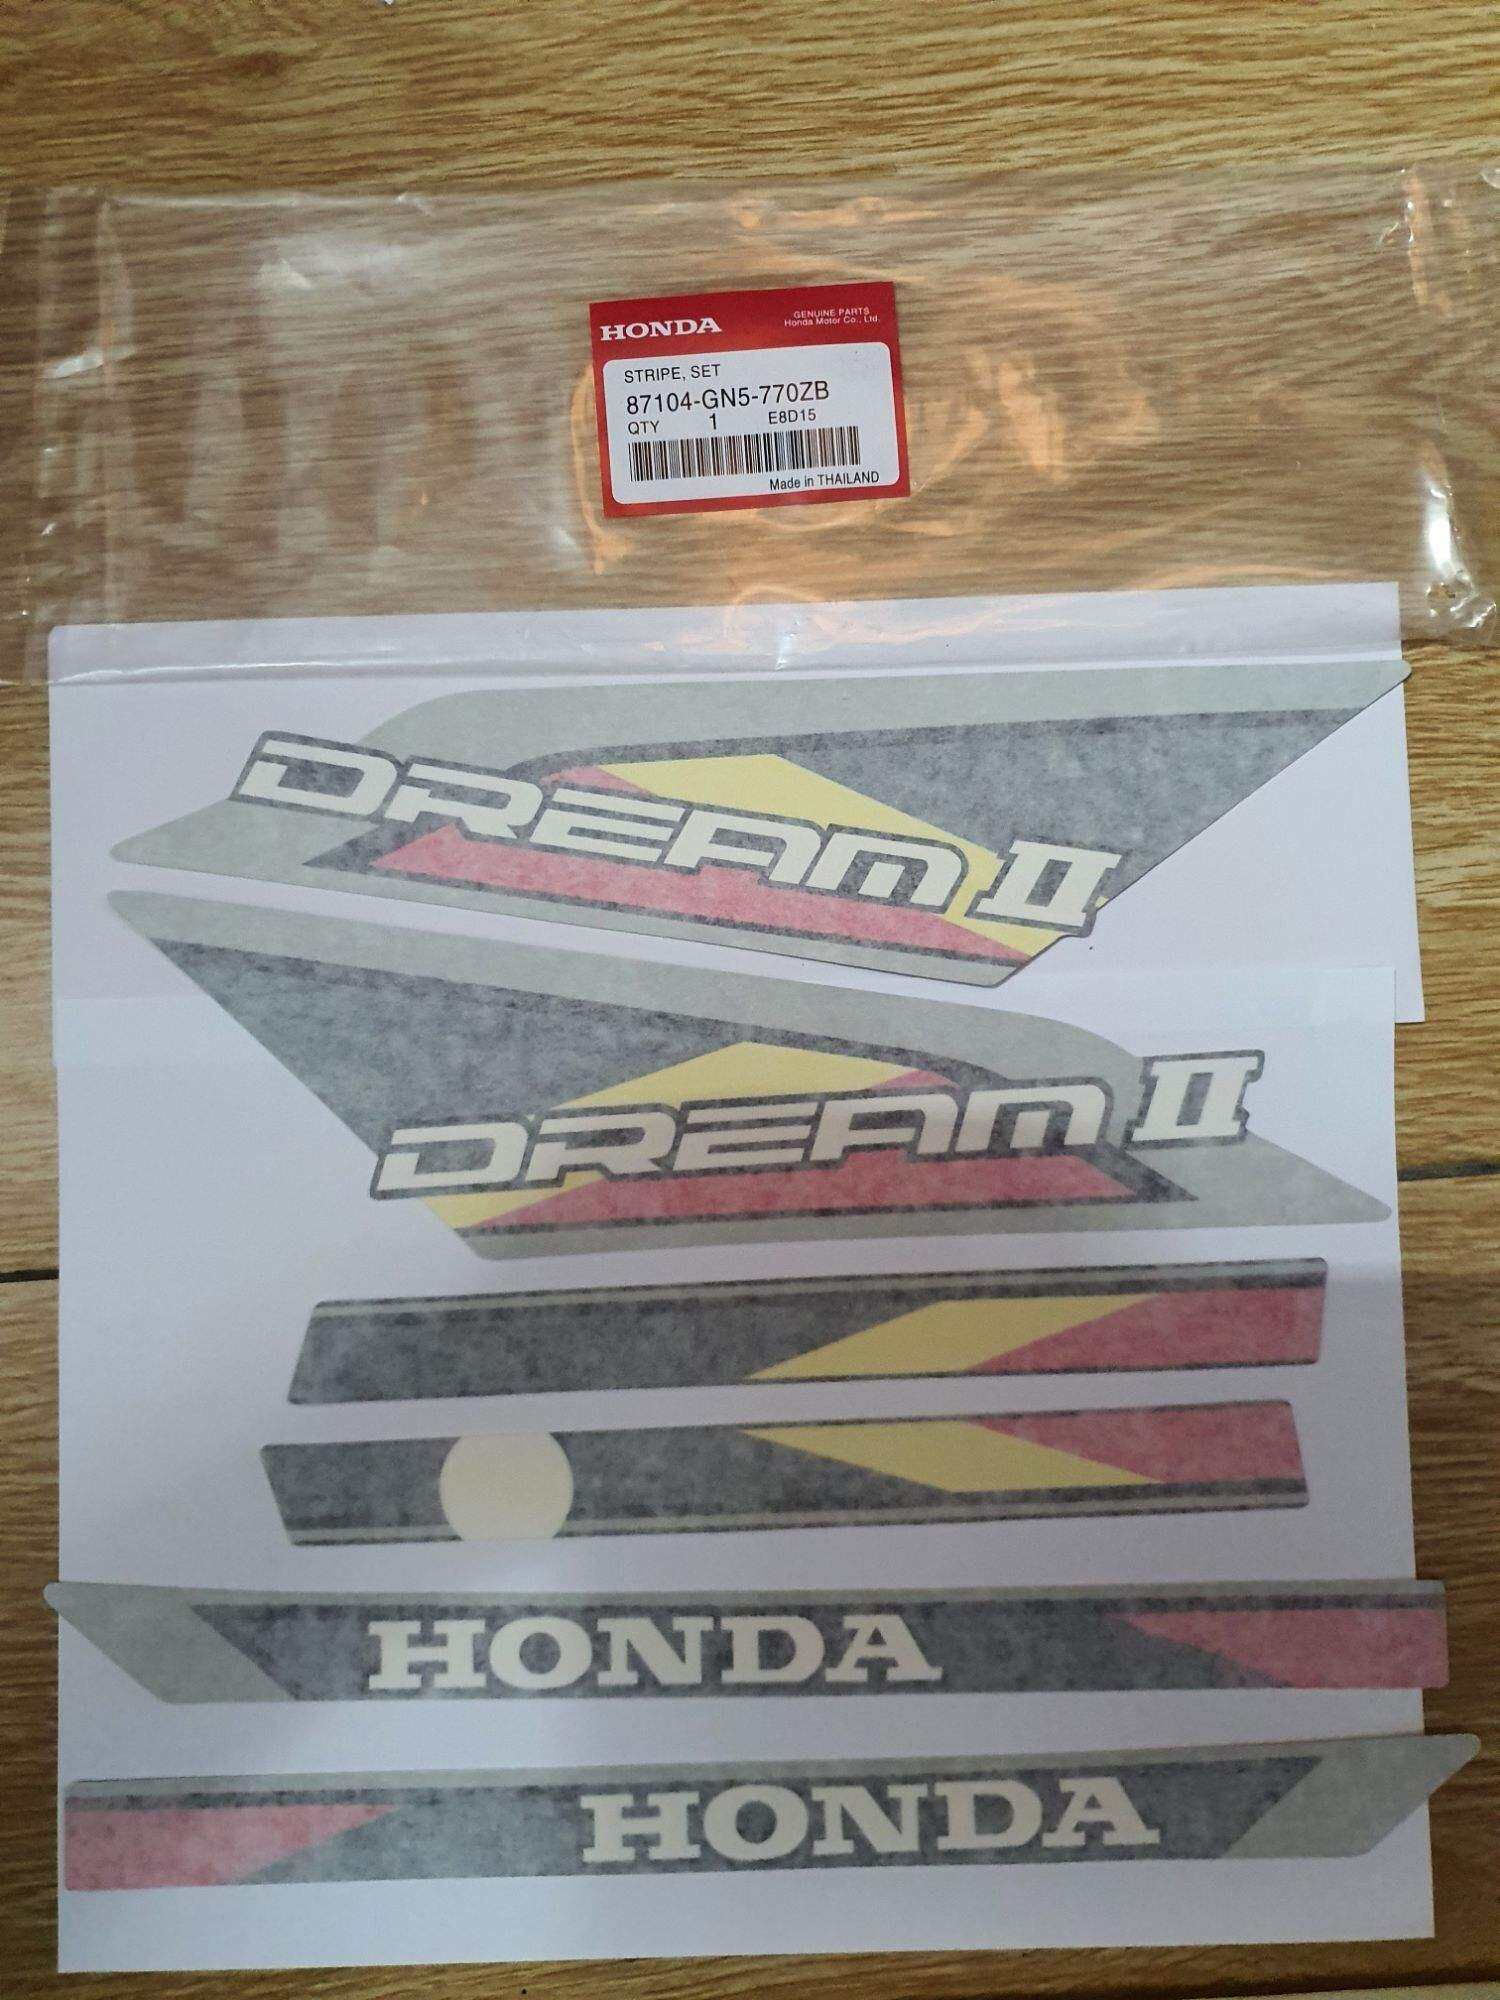 HONDA
GENUINE PARTS
Honda Motor Co., Ltd.
STRIPE, SET
87104-GN5-770ZB
QTY 1 E8D15
Made in THAILAND
DREAM II
DREAM II
HONDA
HONDA